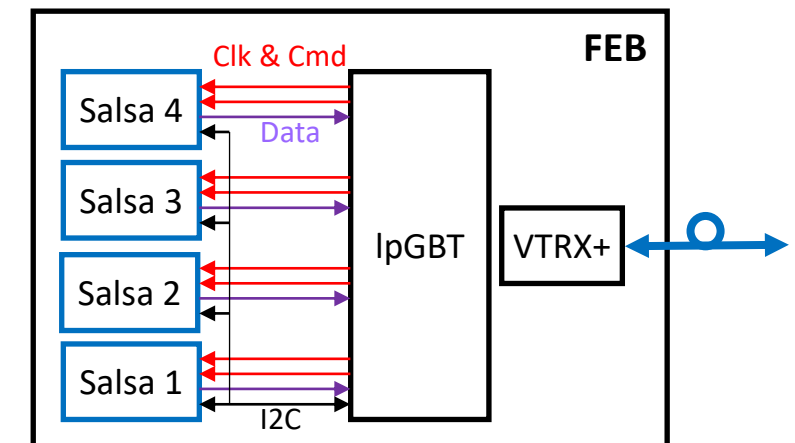 FEB
Clk & Cmd
Salsa 4
Data
Salsa 3
lpGBT
VTRX+
Salsa 2
Salsa 1
I2C